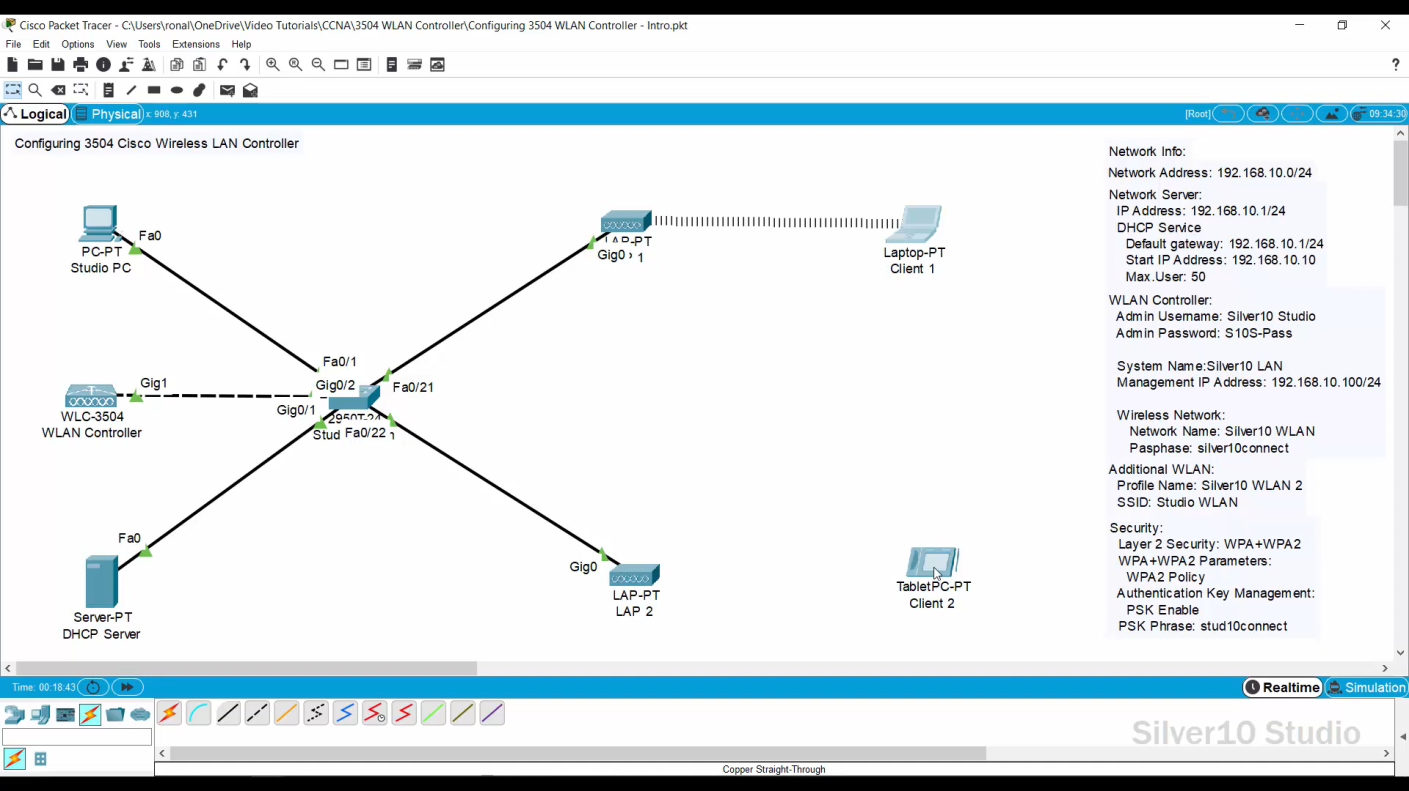 Cisco Packet Tracer - C:\Users\ronal\OneDrive\Video Tutorials\CCNA\3504 WLAN Controller\Configuring 3504 WLAN Controller - Intro.pkt
File Edit Options View Tools Extensions Help
Logical Physical x: 908, y: 431 [Root] 09:34:30
Configuring 3504 Cisco Wireless LAN Controller
Fa0
PC-PT
Studio PC
LAP-PT
Gig0
1
Laptop-PT
Client 1
Gig1
WLC-3504
WLAN Controller
Fa0/1
Gig0/2
Fa0/21
Gig0/1
2950T-24
Stud
Fa0/22
Fa0
Server-PT
DHCP Server
Gig0
LAP-PT
LAP 2
TabletPC-PT
Client 2
Network Info:
Network Address: 192.168.10.0/24
Network Server:
IP Address: 192.168.10.1/24
DHCP Service
Default gateway: 192.168.10.1/24
Start IP Address: 192.168.10.10
Max.User: 50
WLAN Controller:
Admin Username: Silver10 Studio
Admin Password: S10S-Pass
System Name:Silver10 LAN
Management IP Address: 192.168.10.100/24
Wireless Network:
Network Name: Silver10 WLAN
Pasphase: silver10connect
Additional WLAN:
Profile Name: Silver10 WLAN 2
SSID: Studio WLAN
Security:
Layer 2 Security: WPA+WPA2
WPA+WPA2 Parameters:
WPA2 Policy
Authentication Key Management:
PSK Enable
PSK Phrase: stud10connect
Time: 00:18:43 Realtime Simulation
Silver10 Studio
Copper Straight-Through